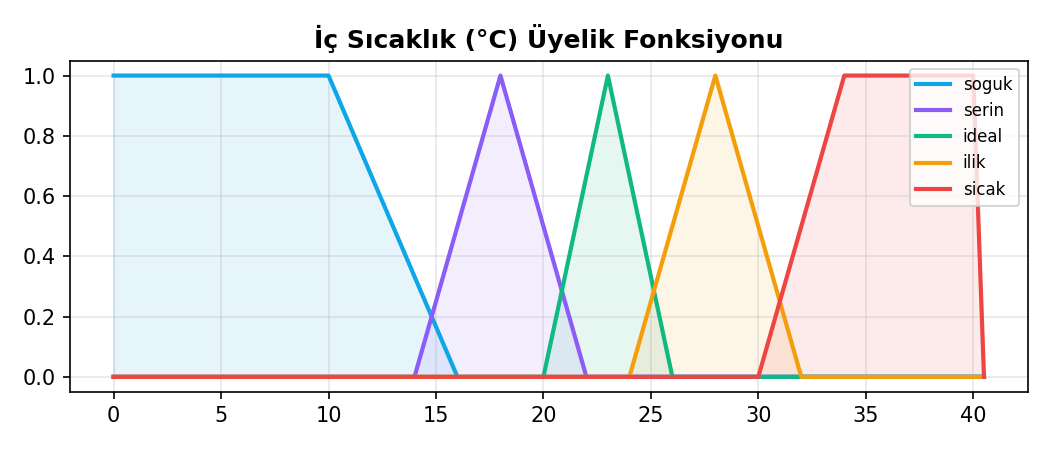 İç Sıcaklık (°C) Üyelik Fonksiyonu
1.0
0.8
0.6
0.4
0.2
0.0
soguk
serin
ideal
ilik
sicak
0 5 10 15 20 25 30 35 40